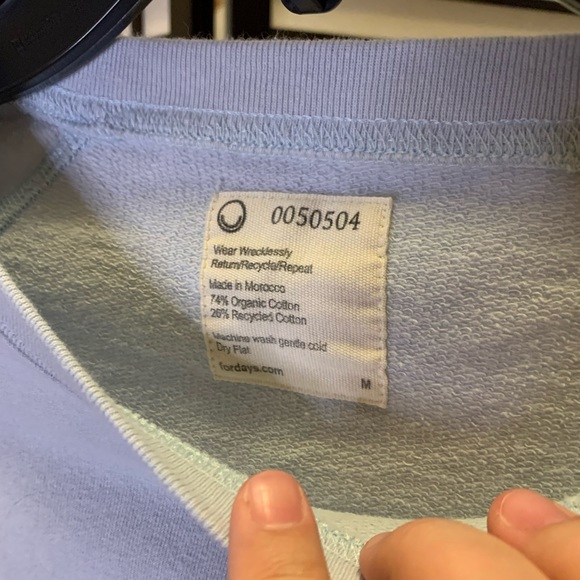 0050504
Wear Wrecklessly
Return/Recycle/Repeat
Made in Morocco
74% Organic Cotton
26% Recycled Cotton
Machine wash gentle cold
Dry Flat
fordays.com
M